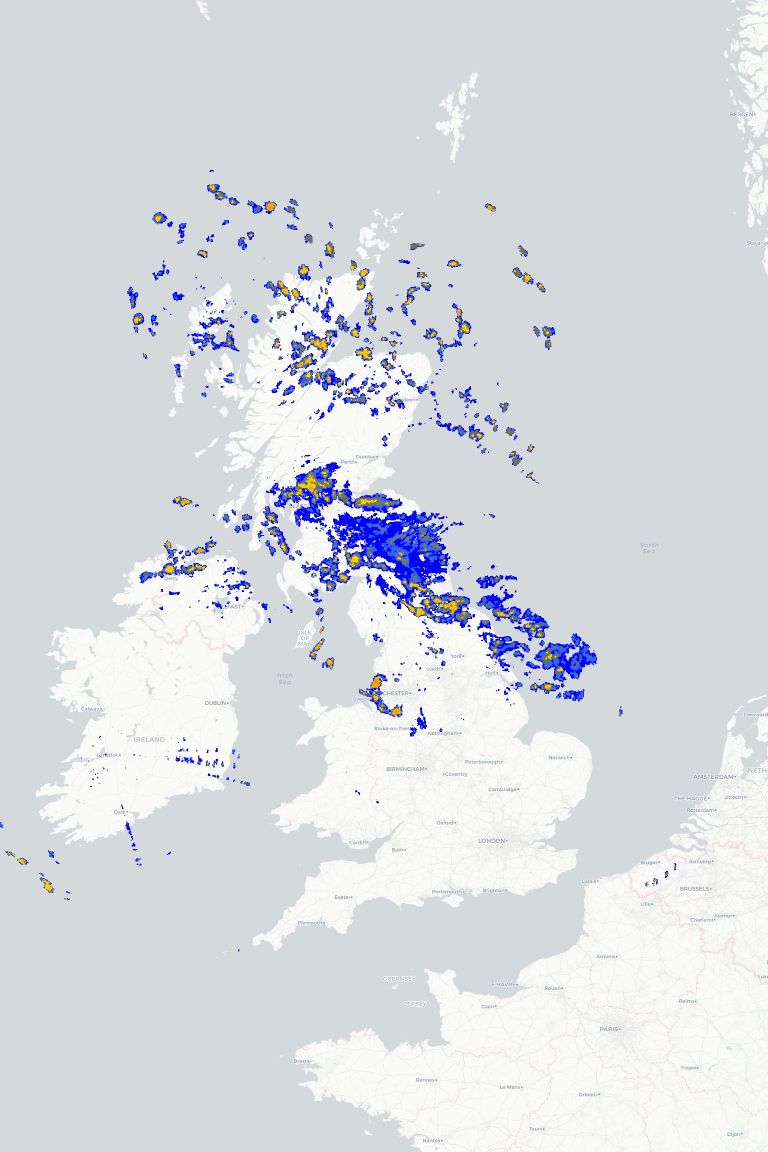 BERGEN
Stavanger
Aberdeen
Dundee
Perth
North
Sea
Derry
BELFAST
ISLE
OF
MAN
Irish
Sea
York
Leeds
Hull
MANCHESTER
DUBLIN
Galway
Stoke-on-Trent
Nottingham
IRELAND
Limerick
Norwich
Peterborough
BIRMINGHAM
Coventry
AMSTERDAM
NETH
Cambridge
THE HAGUE
Utrecht
Rotterdam
Cork
Oxford
Cardiff
LONDON
Bath
Bruges
Antwerp
Calais
BRUSSELS
Exeter
Portsmouth
Brighton
Lille
Plymouth
Charleroi
Namur
Amiens
GUERNSEY
LE HAVRE
Rouen
JERSEY
Caen
Reims
PARIS
Brest
Troyes
Rennes
Le Mans
Orléans
Tours
Nantes
Dijon